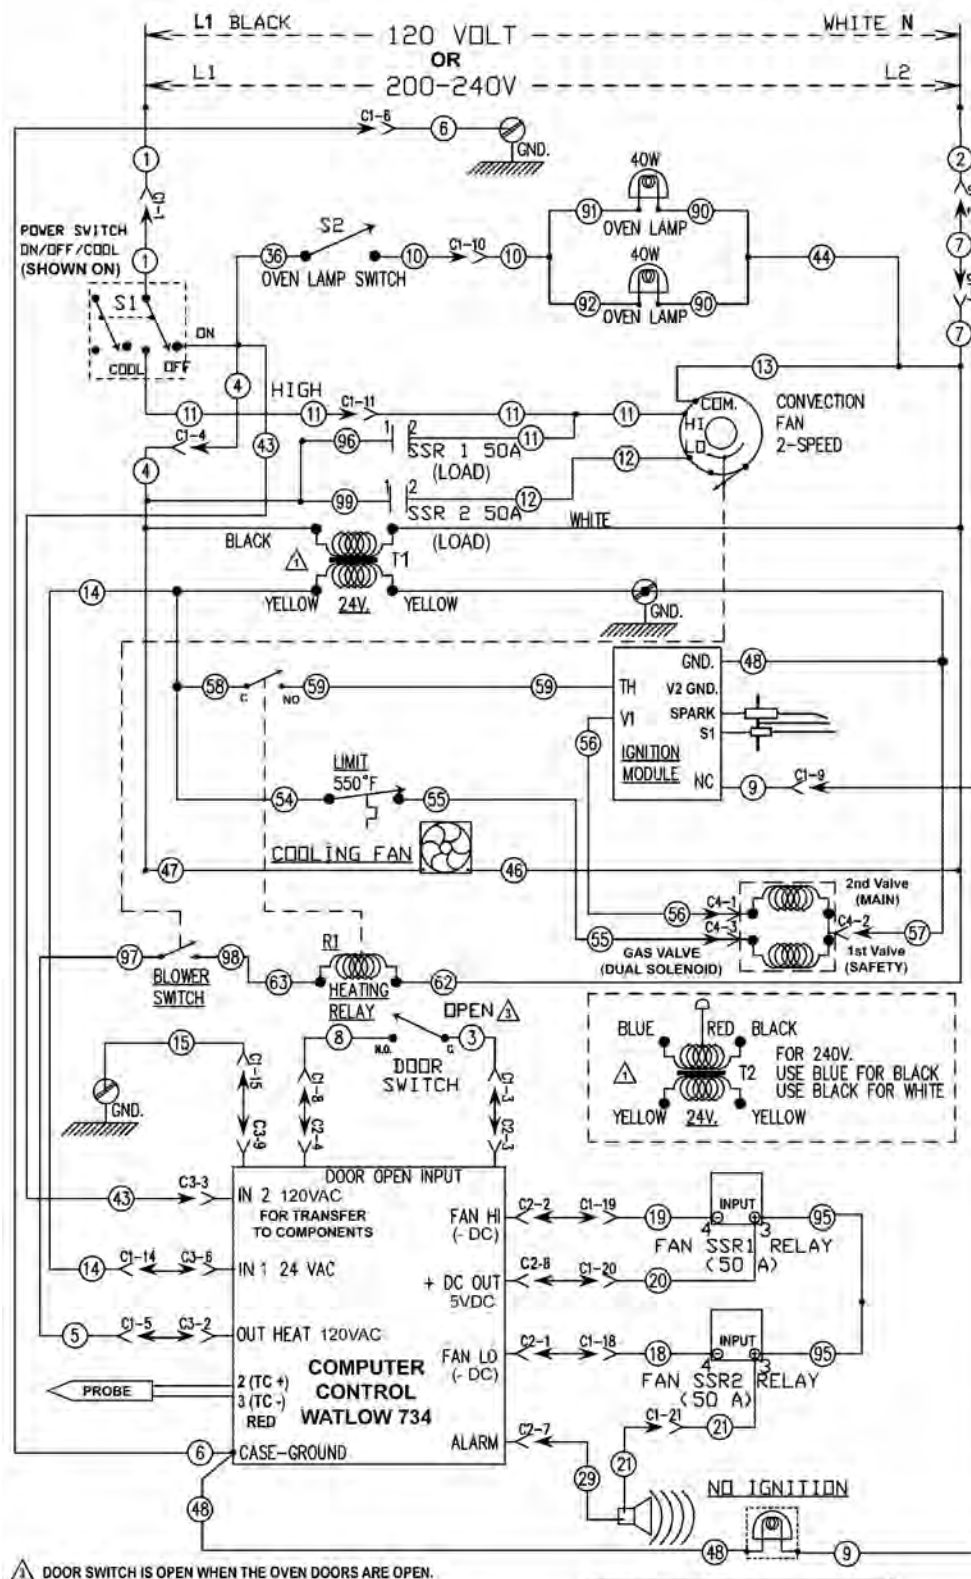 L1 BLACK
WHITE N
120 VOLT
OR
L1
L2
200-240V
C1-6
6
GND.
1
2
C1-1
POWER SWITCH
ON/OFF/COOL
(SHOWN ON)
1
S1
ON
COOL
OFF
S2
36
OVEN LAMP SWITCH
10
C1-10
10
40W
91
90
OVEN LAMP
40W
92
90
OVEN LAMP
44
7
7
4
HIGH
11
11
C1-11
11
11
13
COM.
HI
LO
CONVECTION
FAN
2-SPEED
C1-4
43
4
96
1
2
11
SSR 1 50A
(LOAD)
12
99
1
2
12
SSR 2 50A
(LOAD)
BLACK
WHITE
1
T1
14
YELLOW
24V.
YELLOW
GND.
58
C
NO
59
59
GND.
48
TH
V2 GND.
V1
SPARK
S1
56
IGNITION
MODULE
NC
9
C1-9
LIMIT
550°F
54
55
COOLING FAN
47
46
56
C4-1
C4-3
55
GAS VALVE
(DUAL SOLENOID)
2nd Valve
(MAIN)
C4-2
57
1st Valve
(SAFETY)
97
98
BLOWER
SWITCH
63
R1
HEATING
RELAY
62
OPEN 3
15
8
N.O.
C
3
DOOR
SWITCH
GND.
C1-15
C3-9
C1-8
C2-4
C1-3
C2-3
BLUE
RED
BLACK
1
T2
FOR 240V.
USE BLUE FOR BLACK
USE BLACK FOR WHITE
YELLOW
24V.
YELLOW
DOOR OPEN INPUT
43
C3-3
IN 2 120VAC
FOR TRANSFER
TO COMPONENTS
FAN HI
(- DC)
C2-2
C1-19
19
4
INPUT
3
95
FAN SSR1 RELAY
(50 A)
14
C1-14
C3-6
IN 1 24 VAC
+ DC OUT
5VDC
C2-8
C1-20
20
5
C1-5
C3-2
OUT HEAT 120VAC
FAN LO
(- DC)
C2-1
C1-18
18
4
INPUT
3
95
FAN SSR2 RELAY
(50 A)
PROBE
2 (TC +)
3 (TC -)
RED
COMPUTER
CONTROL
WATLOW 734
C1-21
21
6
CASE-GROUND
ALARM
C2-7
29
21
48
NO IGNITION
48
9
3 DOOR SWITCH IS OPEN WHEN THE OVEN DOORS ARE OPEN.